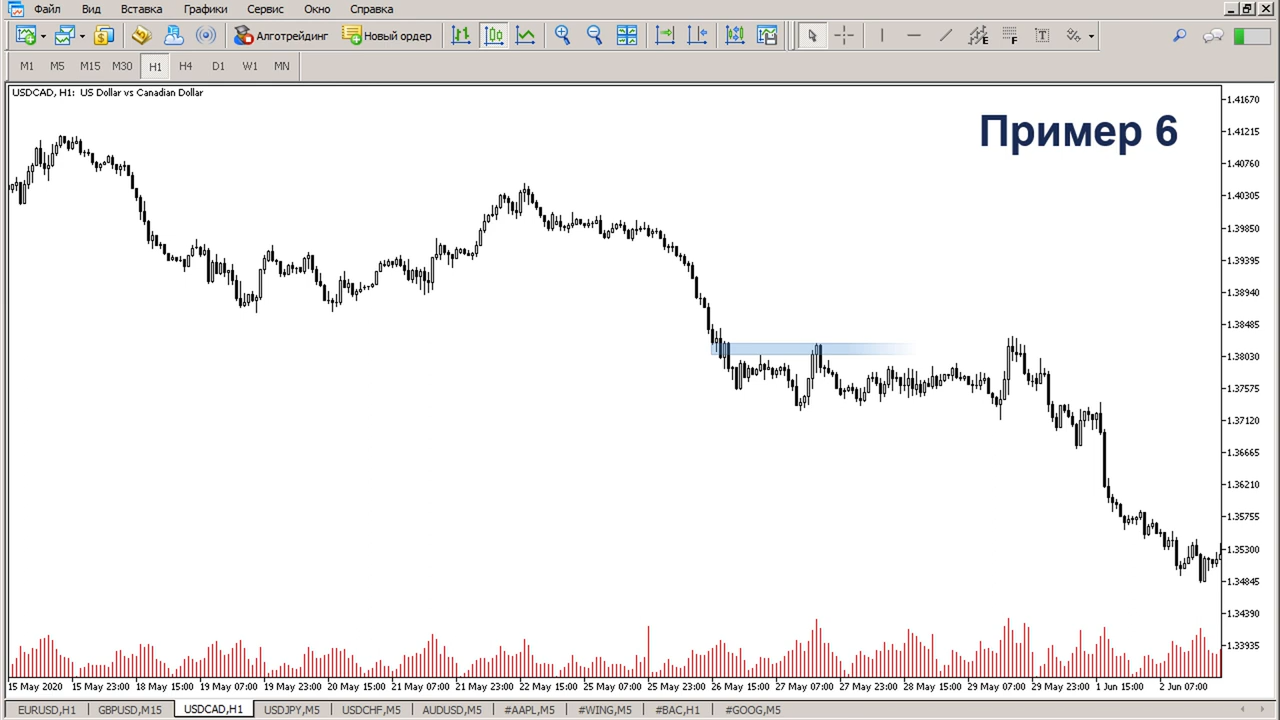 Файл Вид Вставка Графики Сервис Окно Справка
Алготрейдинг Новый ордер
M1 M5 M15 M30 H1 H4 D1 W1 MN
USDCAD, H1: US Dollar vs Canadian Dollar
Пример 6
1.41670
1.41215
1.40760
1.40305
1.39850
1.39395
1.38940
1.38485
1.38030
1.37575
1.37120
1.36665
1.36210
1.35755
1.35300
1.34845
1.34390
1.33935
15 May 2020 15 May 23:00 18 May 15:00 19 May 07:00 19 May 23:00 20 May 15:00 21 May 07:00 21 May 23:00 22 May 15:00 25 May 07:00 25 May 23:00 26 May 15:00 27 May 07:00 27 May 23:00 28 May 15:00 29 May 07:00 29 May 23:00 1 Jun 15:00 2 Jun 07:00
EURUSD,H1 GBPUSD,M15 USDCAD,H1 USDJPY,M5 USDCHF,M5 AUDUSD,M5 #AAPL,M5 #WING,M5 #BAC,H1 #GOOG,M5